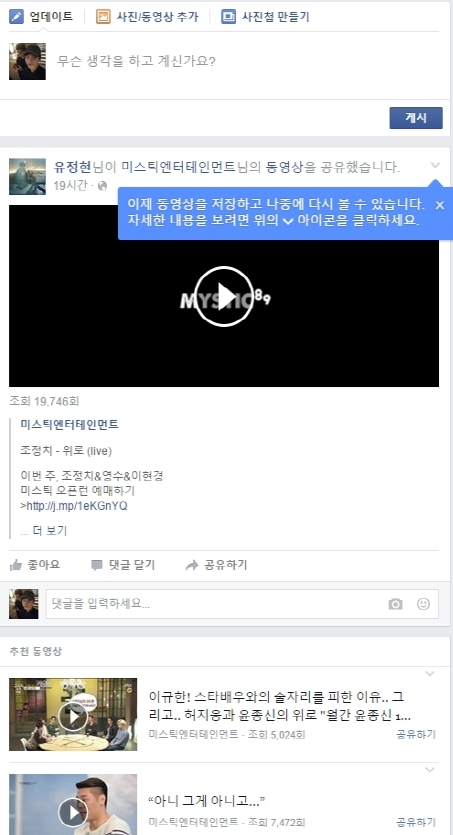 업데이트 사진/동영상 추가 사진첩 만들기
무슨 생각을 하고 계신가요?
게시
유정현님이 미스틱엔터테인먼트님의 동영상을 공유했습니다.
19시간 ·
이제 동영상을 저장하고 나중에 다시 볼 수 있습니다.
자세한 내용을 보려면 위의 아이콘을 클릭하세요.
MYSTIC89
조회 19,746회
미스틱엔터테인먼트
조정치 - 위로 (live)
이번 주, 조정치&영수&이현경
미스틱 오픈런 예매하기
>http://j.mp/1eKGnYQ
... 더 보기
좋아요 댓글 달기 공유하기
댓글을 입력하세요...
추천 동영상
이규한! 스타배우와의 술자리를 피한 이유.. 그
리고.. 허지웅과 윤종신의 위로 "월간 윤종신 1...
미스틱엔터테인먼트 · 조회 5,024회 공유하기
“아니 그게 아니고...”
미스틱엔터테인먼트 · 조회 7,472회 공유하기